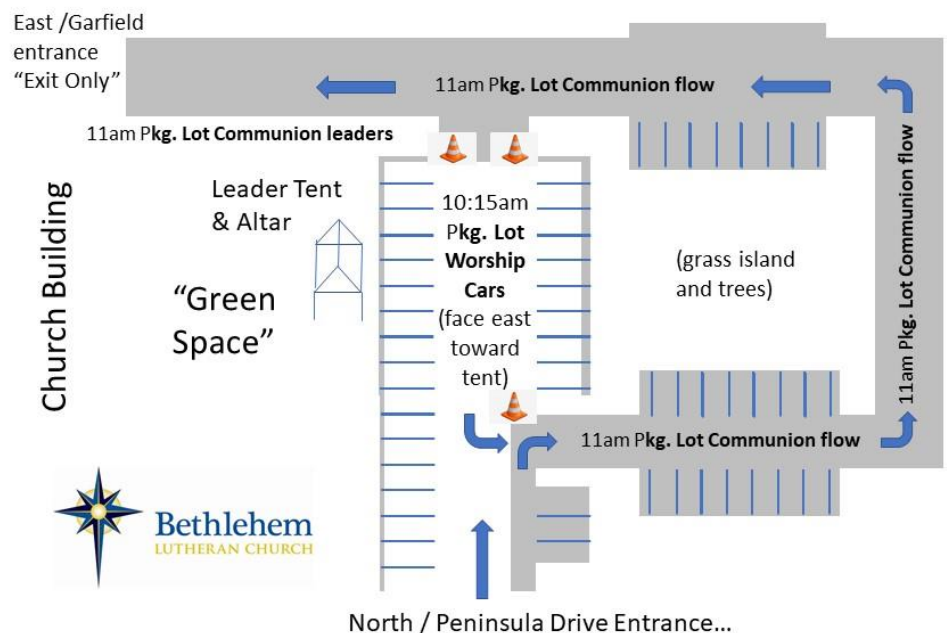 East /Garfield
entrance
“Exit Only”
11am Pkg. Lot Communion flow
11am Pkg. Lot Communion leaders
Church Building
Leader Tent
& Altar
“Green
Space”
10:15am
Pkg. Lot
Worship
Cars
(face east
toward
tent)
(grass island
and trees)
11am Pkg. Lot Communion flow
11am Pkg. Lot Communion flow
Bethlehem
LUTHERAN CHURCH
North / Peninsula Drive Entrance...